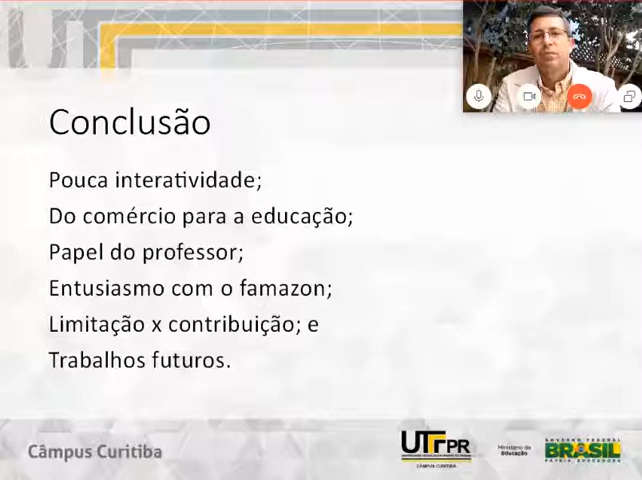 Conclusão
Pouca interatividade;
Do comércio para a educação;
Papel do professor;
Entusiasmo com o famazon;
Limitação x contribuição; e
Trabalhos futuros.
Câmpus Curitiba
UTFPR
CÂMPUS CURITIBA
Ministério da
Educação
GOVERNO FEDERAL
BRASIL
PÁTRIA EDUCADORA